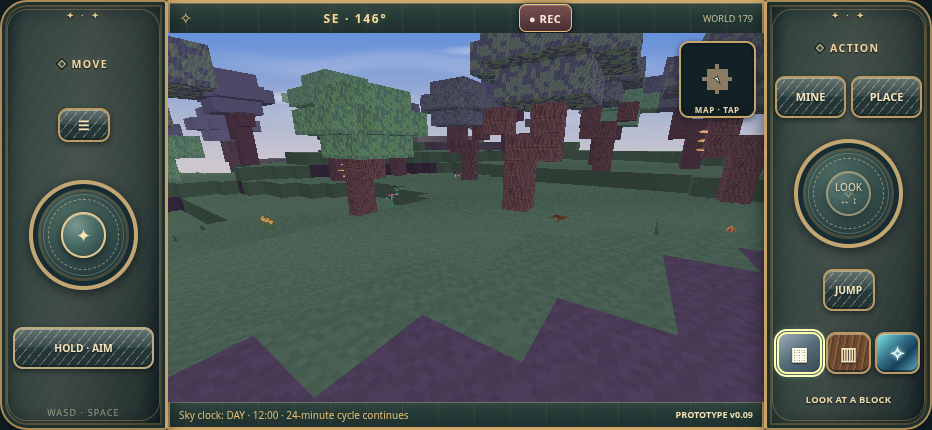 MOVE
HOLD · AIM
WASD · SPACE
SE · 146°
● REC
WORLD 179
MAP · TAP
Sky clock: DAY · 12:00 · 24-minute cycle continues
PROTOTYPE v0.09
ACTION
MINE
PLACE
LOOK
JUMP
LOOK AT A BLOCK